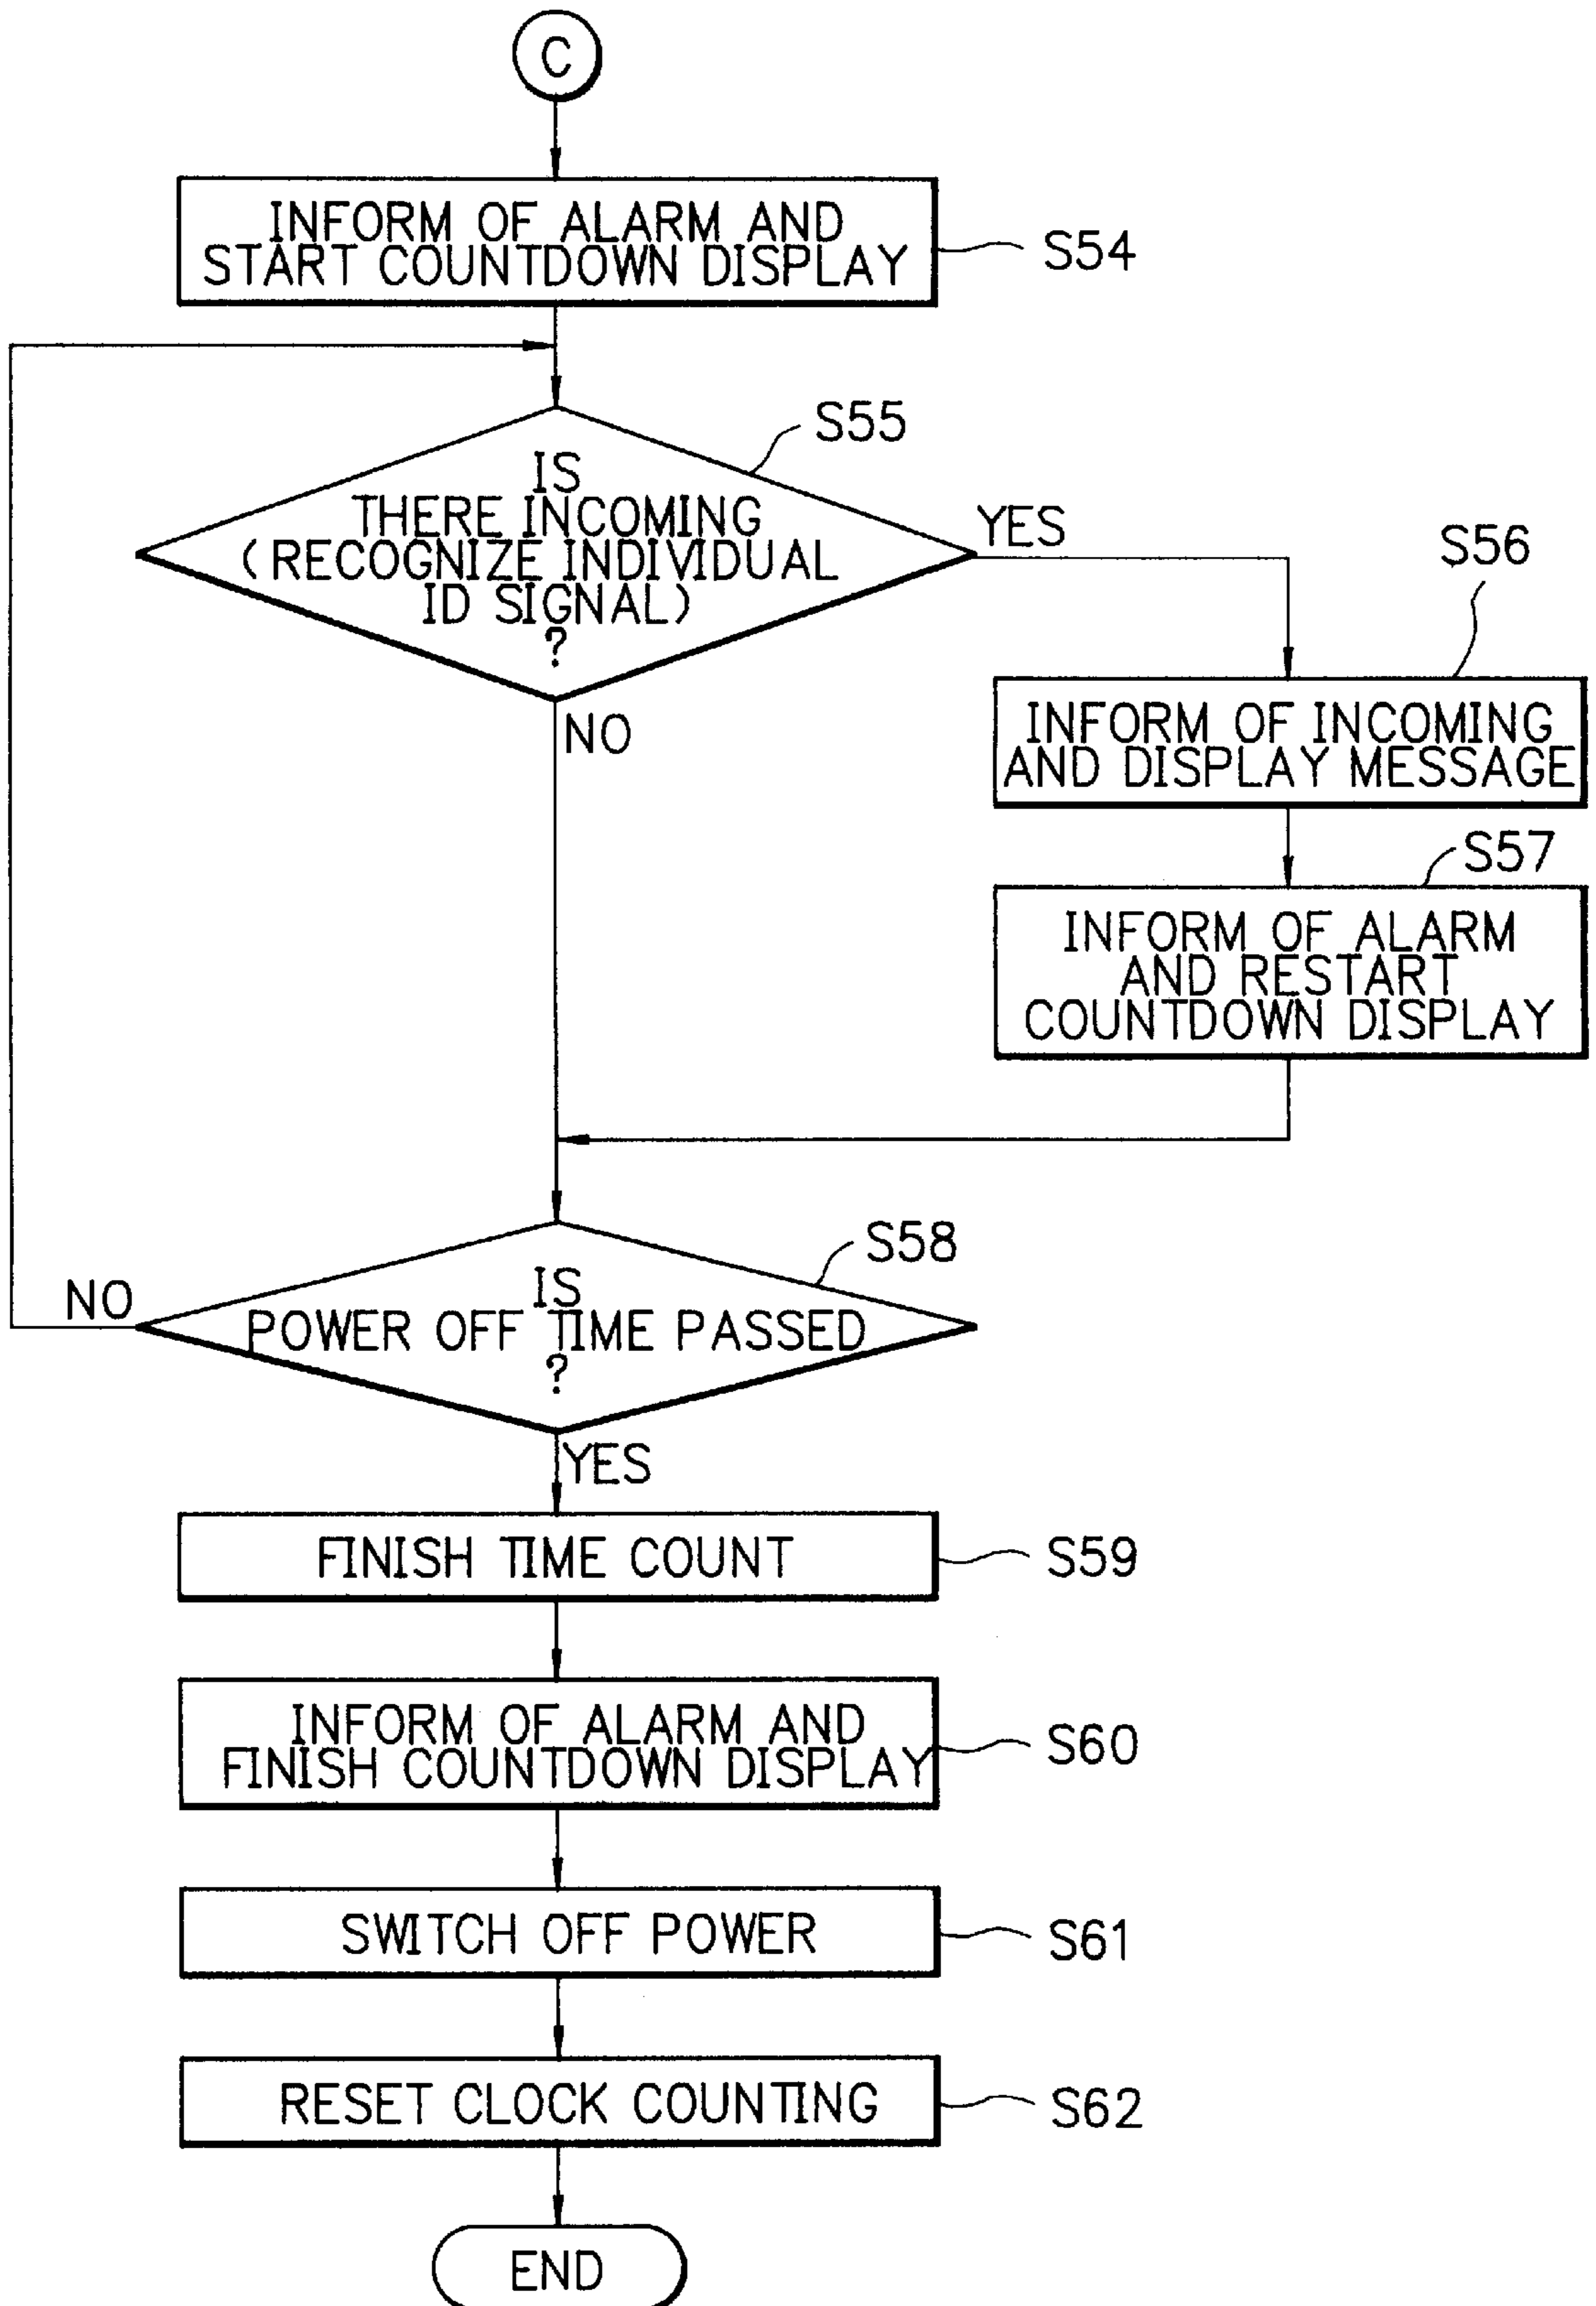 C
INFORM OF ALARM AND
START COUNTDOWN DISPLAY
S54
S55
IS
THERE INCOMING
(RECOGNIZE INDIVIDUAL
ID SIGNAL)
?
YES
NO
S56
INFORM OF INCOMING
AND DISPLAY MESSAGE
S57
INFORM OF ALARM
AND RESTART
COUNTDOWN DISPLAY
S58
IS
POWER OFF TIME PASSED
?
NO
YES
FINISH TIME COUNT
S59
INFORM OF ALARM AND
FINISH COUNTDOWN DISPLAY
S60
SWITCH OFF POWER
S61
RESET CLOCK COUNTING
S62
END